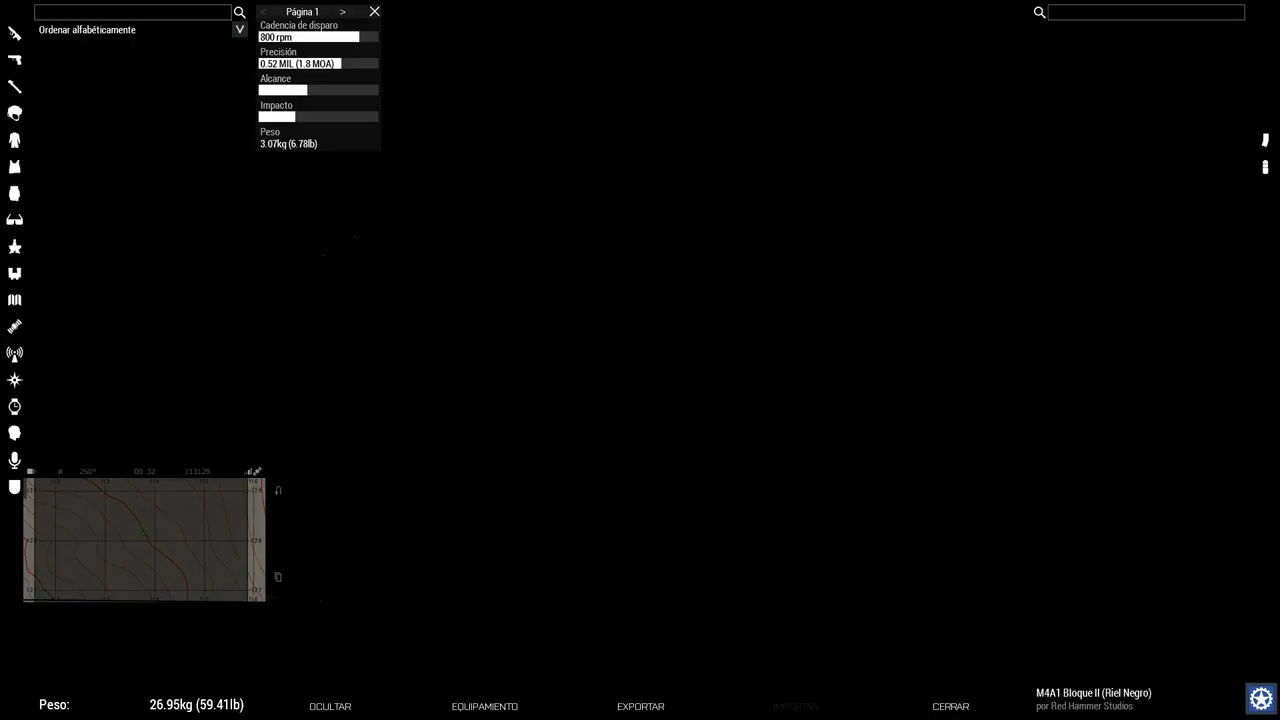 Ordenar alfabéticamente
V
< Página 1 >
Cadencia de disparo
800 rpm
Precisión
0.52 MIL (1.8 MOA)
Alcance
Impacto
Peso
3.07kg (6.78lb)
W 250° 00:32 113128
Peso: 26.95kg (59.41lb)
OCULTAR
EQUIPAMIENTO
EXPORTAR
IMPORTAR
CERRAR
M4A1 Bloque II (Riel Negro)
por Red Hammer Studios